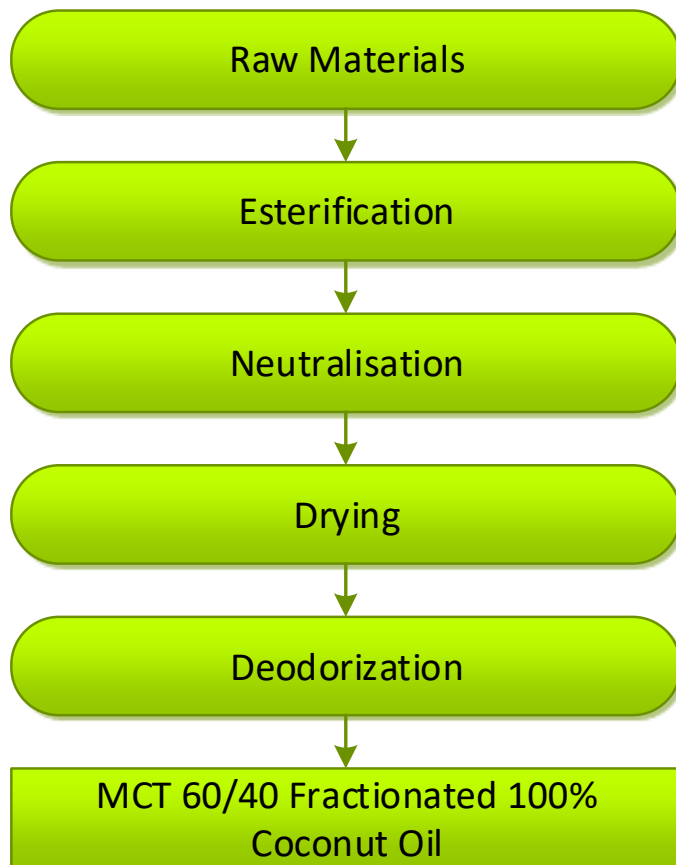 Raw Materials
Esterification
Neutralisation
Drying
Deodorization
MCT 60/40 Fractionated 100%
Coconut Oil